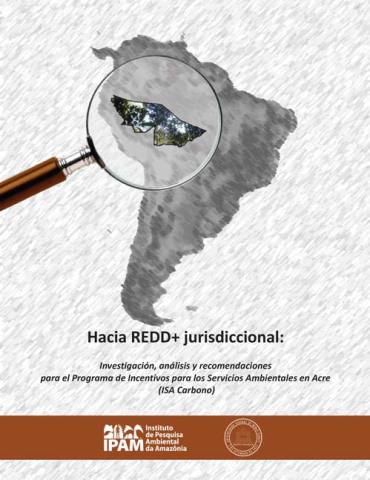 Hacia REDD+ jurisdiccional:
Investigación, análisis y recomendaciones
para el Programa de Incentivos para los Servicios Ambientales en Acre
(ISA Carbono)
IPAM
Instituto
de Pesquisa
Ambiental
da Amazônia